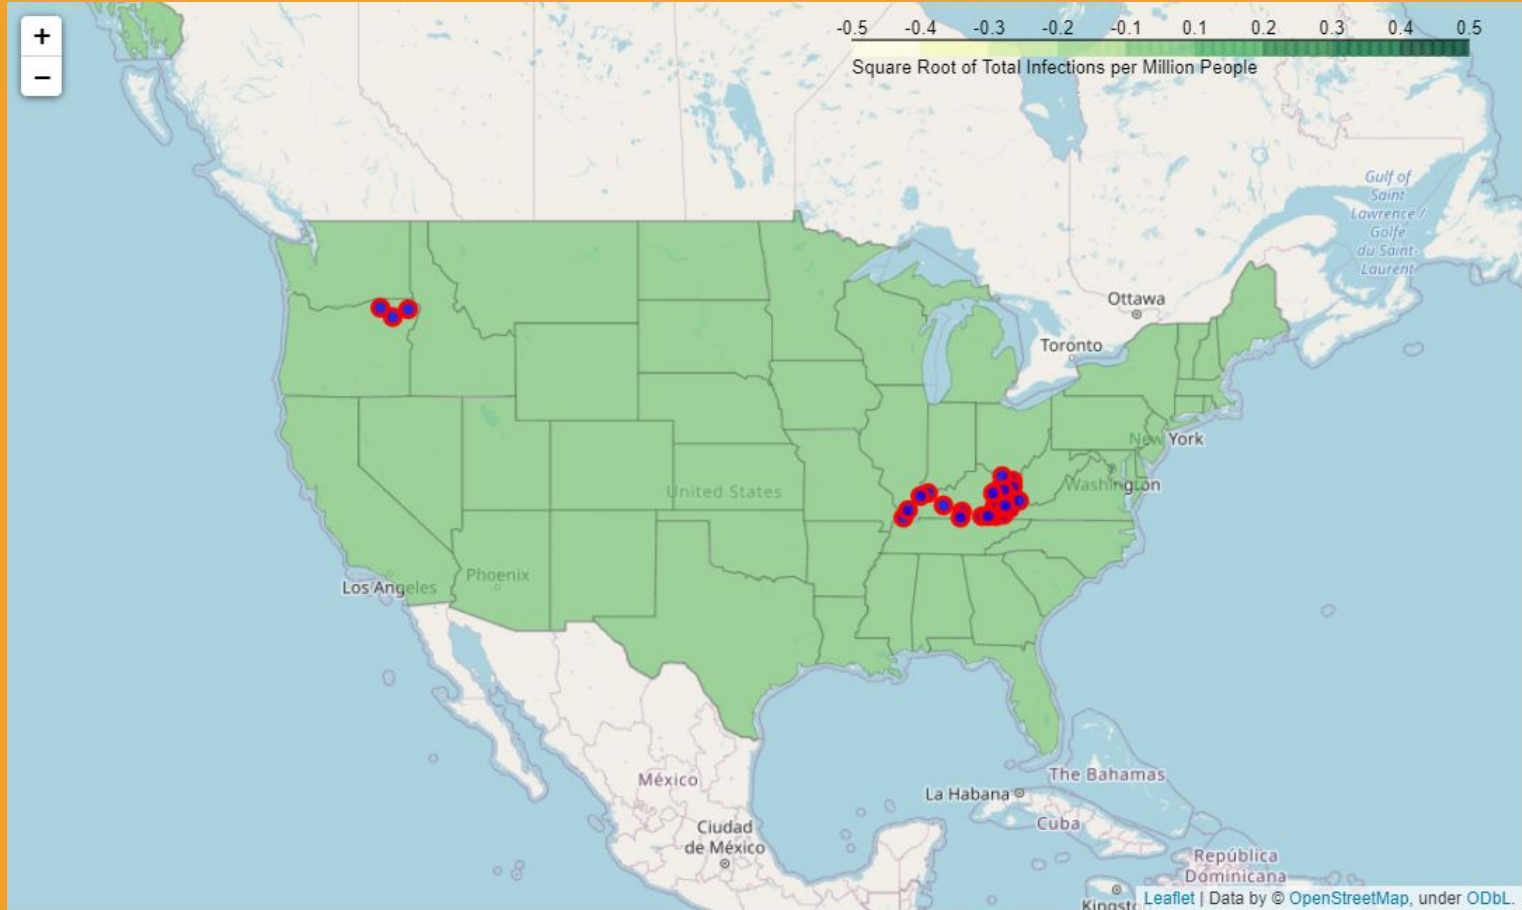 +
−
-0.5 -0.4 -0.3 -0.2 -0.1 0.1 0.2 0.3 0.4 0.5
Square Root of Total Infections per Million People
Gulf of
Saint
Lawrence /
Golfe
du Saint-
Laurent
Ottawa
Toronto
New York
Washington
United States
Phoenix
Los Angeles
México
Ciudad
de México
The Bahamas
La Habana
Cuba
República
Dominicana
Kingsto
Leaflet | Data by © OpenStreetMap, under ODbL.